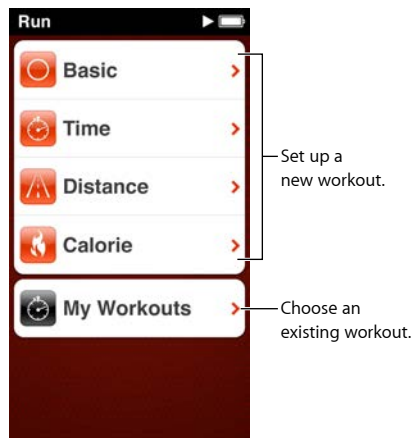 Run
Basic
Time
Distance
Calorie
My Workouts
Set up a
new workout.
Choose an
existing workout.